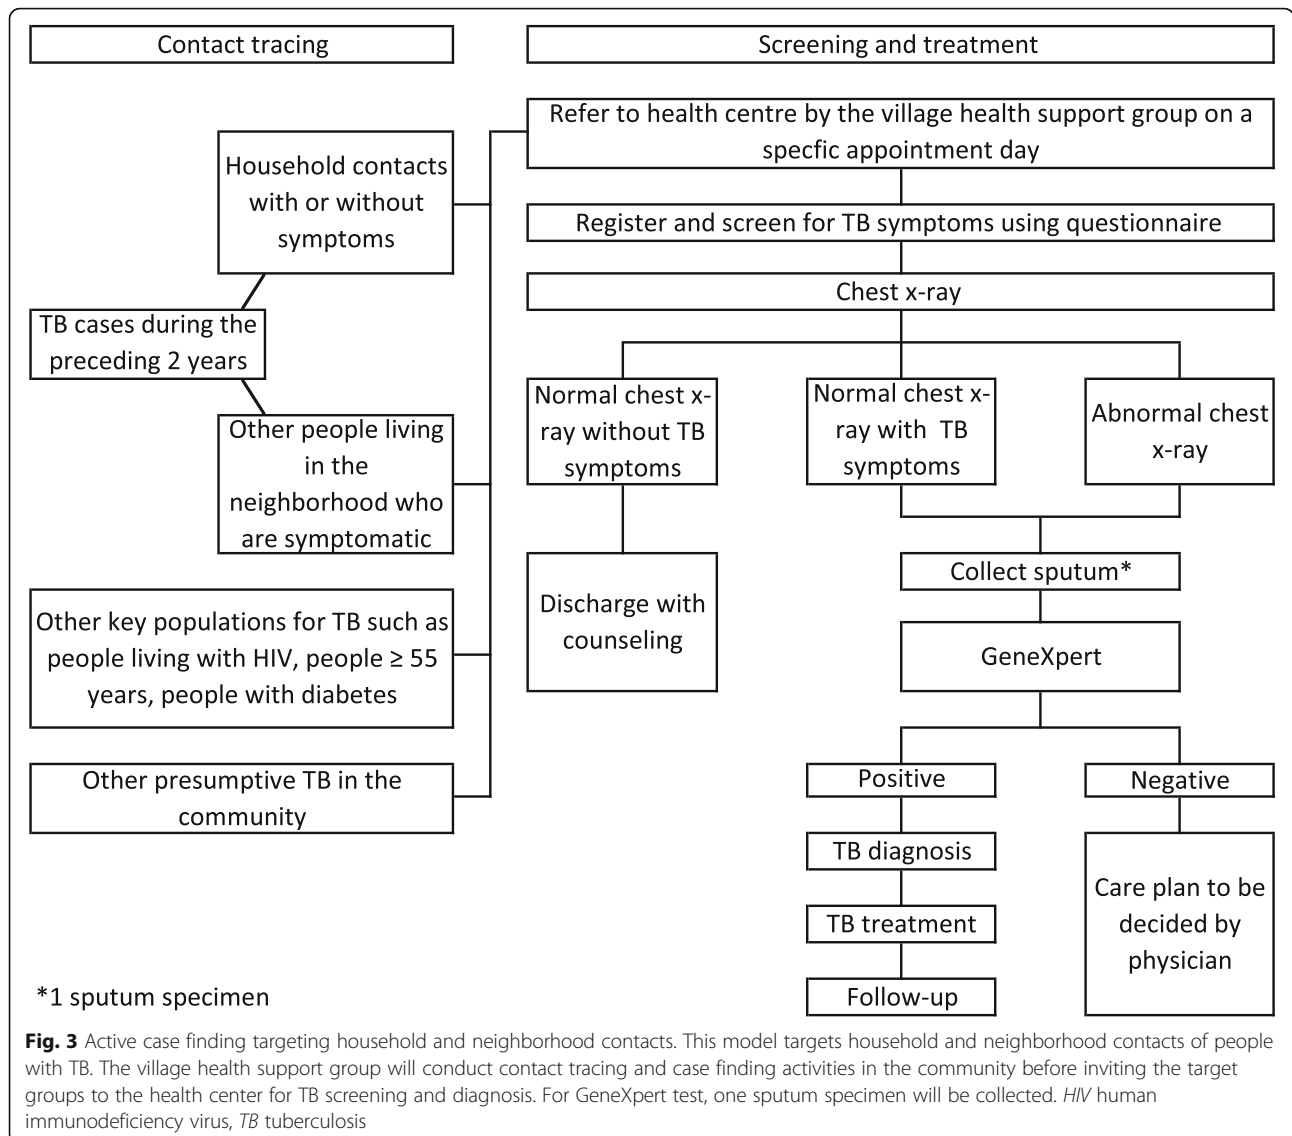 Contact tracing
Screening and treatment
Household contacts
with or without
symptoms
TB cases during the
preceding 2 years
Other people living
in the
neighborhood who
are symptomatic
Other key populations for TB such as
people living with HIV, people ≥ 55
years, people with diabetes
Other presumptive TB in the
community
*1 sputum specimen
Refer to health centre by the village health support group on a
specfic appointment day
Register and screen for TB symptoms using questionnaire
Chest x-ray
Normal chest x-
ray without TB
symptoms
Normal chest x-
ray with TB
symptoms
Abnormal chest
x-ray
Discharge with
counseling
Collect sputum*
GeneXpert
Positive
Negative
TB diagnosis
TB treatment
Follow-up
Care plan to be
decided by
physician
Fig. 3 Active case finding targeting household and neighborhood contacts. This model targets household and neighborhood contacts of people
with TB. The village health support group will conduct contact tracing and case finding activities in the community before inviting the target
groups to the health center for TB screening and diagnosis. For GeneXpert test, one sputum specimen will be collected. HIV human
immunodeficiency virus, TB tuberculosis